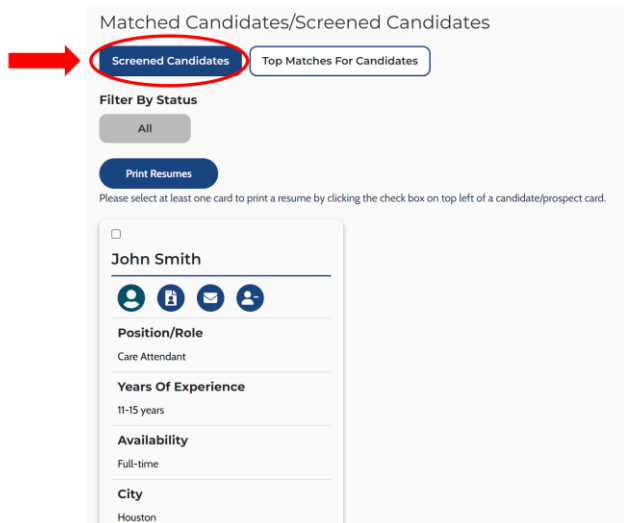 Matched Candidates/Screened Candidates
Screened Candidates
Top Matches For Candidates
Filter By Status
All
Print Resumes
Please select at least one card to print a resume by clicking the check box on top left of a candidate/prospect card.
John Smith
Position/Role
Care Attendant
Years Of Experience
11-15 years
Availability
Full-time
City
Houston